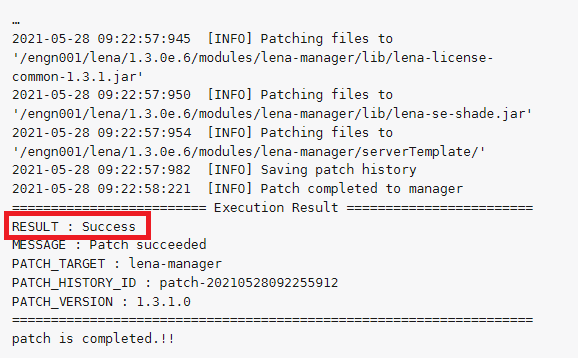 …
2021-05-28 09:22:57:945  [INFO] Patching files to
'/engn001/lena/1.3.0e.6/modules/lena-manager/lib/lena-license-
common-1.3.1.jar'
2021-05-28 09:22:57:950  [INFO] Patching files to
'/engn001/lena/1.3.0e.6/modules/lena-manager/lib/lena-se-shade.jar'
2021-05-28 09:22:57:954  [INFO] Patching files to
'/engn001/lena/1.3.0e.6/modules/lena-manager/serverTemplate/'
2021-05-28 09:22:57:982  [INFO] Saving patch history
2021-05-28 09:22:58:221  [INFO] Patch completed to manager
========================= Execution Result ========================
RESULT : Success
MESSAGE : Patch succeeded
PATCH_TARGET : lena-manager
PATCH_HISTORY_ID : patch-20210528092255912
PATCH_VERSION : 1.3.1.0
===================================================================
patch is completed.!!